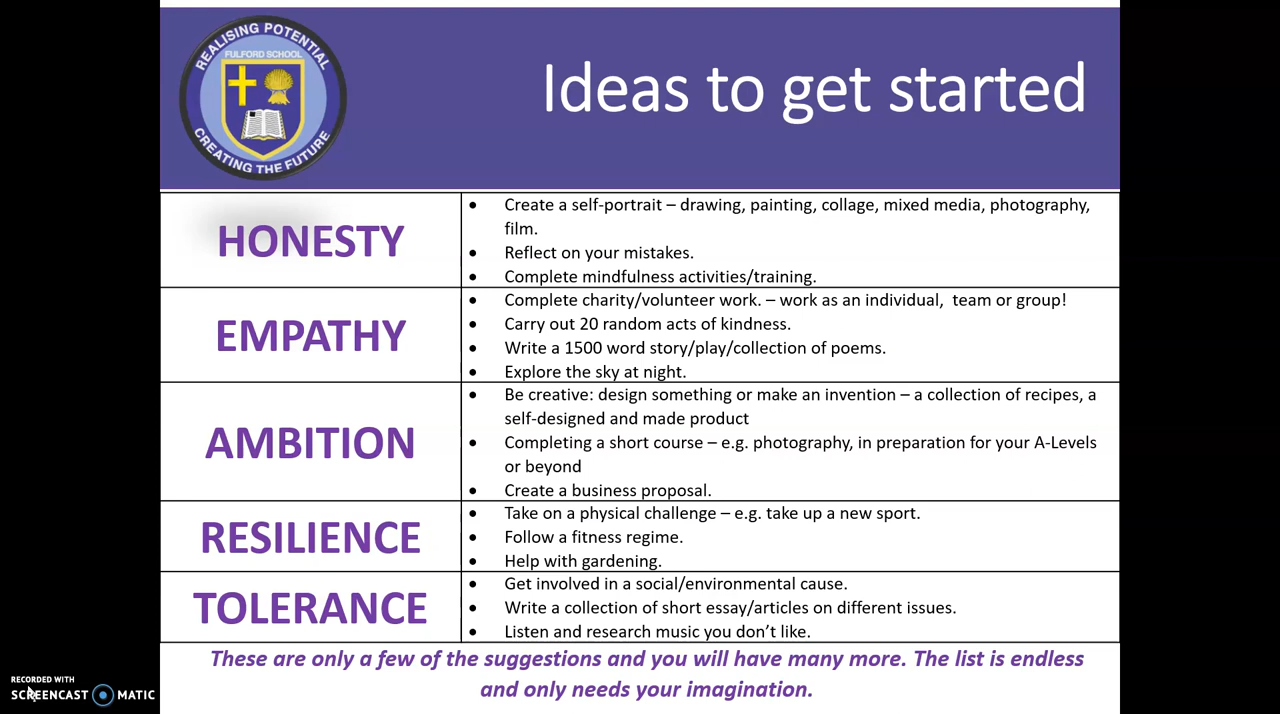 REALISING POTENTIAL
FULFORD SCHOOL
CREATING THE FUTURE
Ideas to get started
HONESTY
• Create a self-portrait – drawing, painting, collage, mixed media, photography,
film.
• Reflect on your mistakes.
• Complete mindfulness activities/training.
EMPATHY
• Complete charity/volunteer work. – work as an individual,  team or group!
• Carry out 20 random acts of kindness.
• Write a 1500 word story/play/collection of poems.
• Explore the sky at night.
AMBITION
• Be creative: design something or make an invention – a collection of recipes, a
self-designed and made product
• Completing a short course – e.g. photography, in preparation for your A-Levels
or beyond
• Create a business proposal.
RESILIENCE
• Take on a physical challenge – e.g. take up a new sport.
• Follow a fitness regime.
• Help with gardening.
TOLERANCE
• Get involved in a social/environmental cause.
• Write a collection of short essay/articles on different issues.
• Listen and research music you don’t like.
These are only a few of the suggestions and you will have many more. The list is endless
and only needs your imagination.
RECORDED WITH
SCREENCAST MATIC